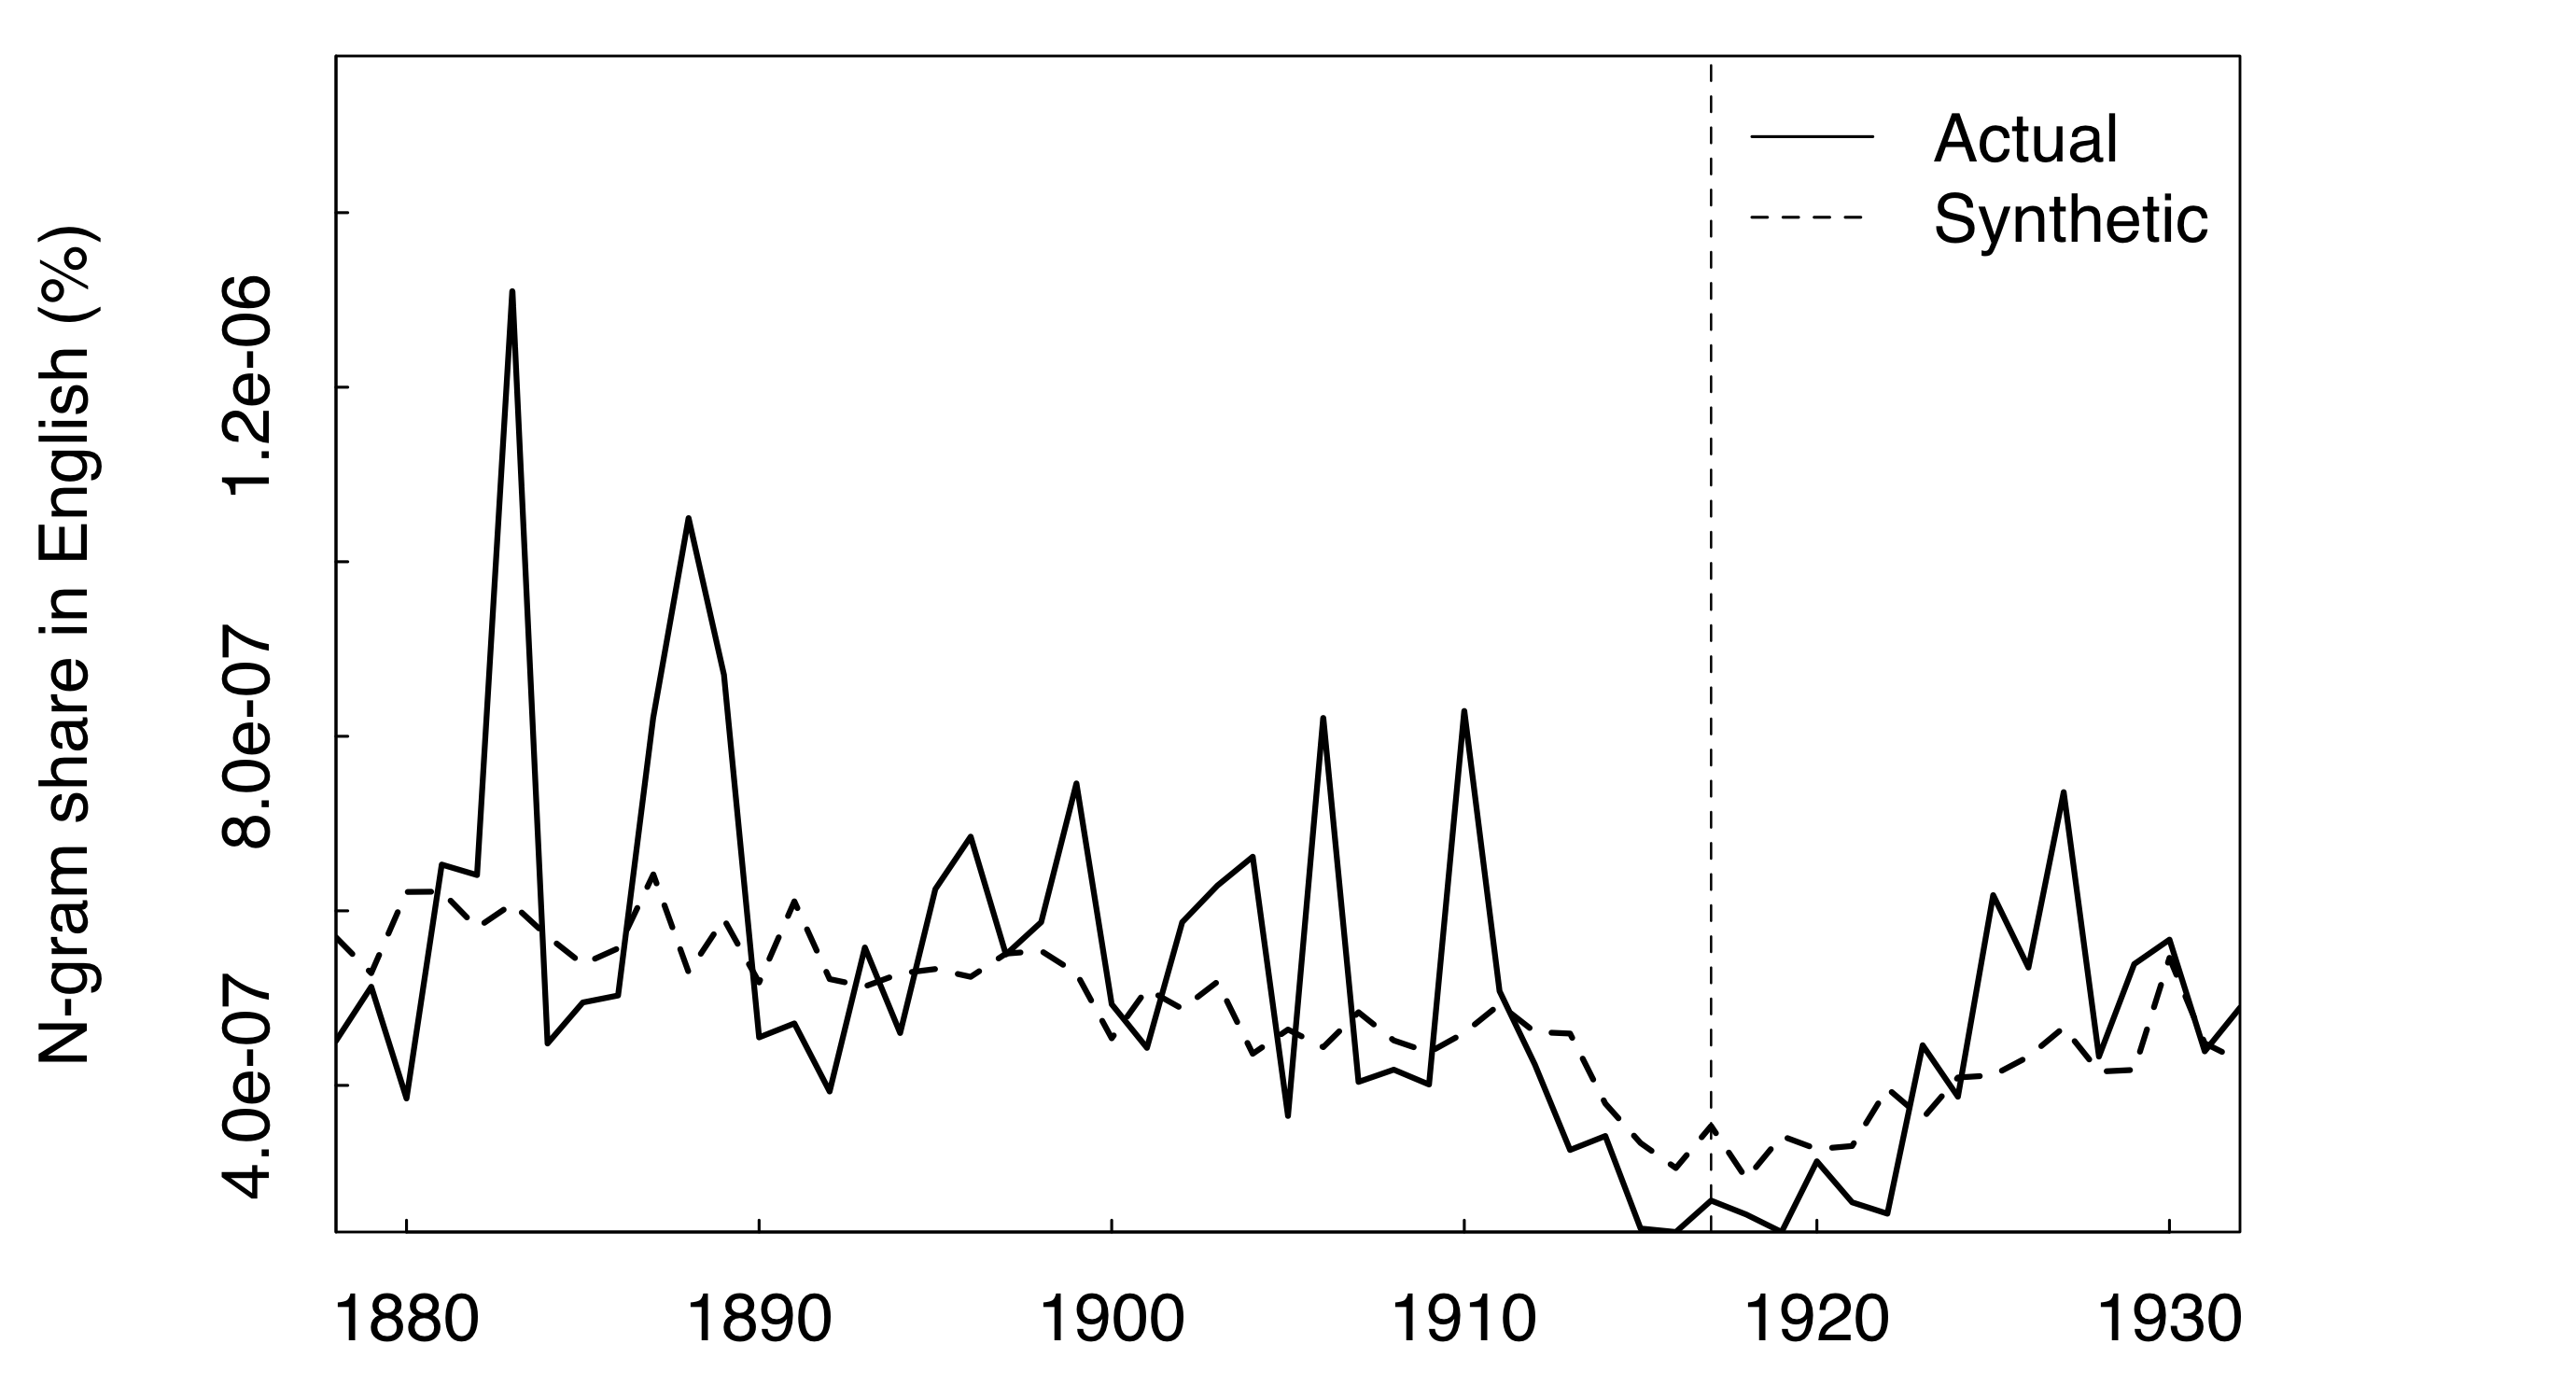 N-gram share in English (%)
1.2e-06
8.0e-07
4.0e-07
Actual
Synthetic
1880 1890 1900 1910 1920 1930